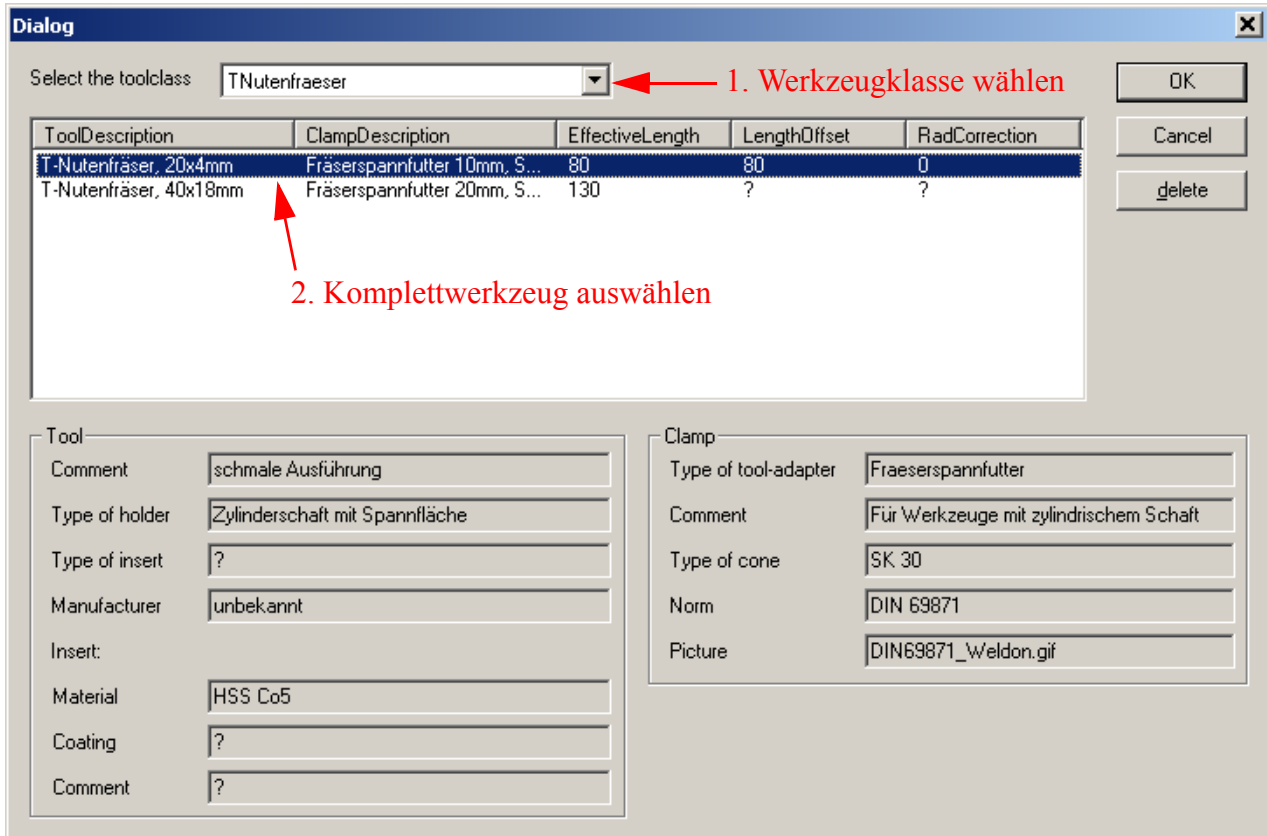 Dialog
Select the toolclass TNutenfraeser 1. Werkzeugklasse wählen OK
ToolDescription ClampDescription EffectiveLength LengthOffset RadCorrection Cancel
T-Nutenfräser, 20x4mm Fräserspannfutter 10mm, S... 80 80 0
T-Nutenfräser, 40x18mm Fräserspannfutter 20mm, S... 130 ? ? delete
2. Komplettwerkzeug auswählen
Tool
Comment schmale Ausführung
Type of holder Zylinderschaft mit Spannfläche
Type of insert ?
Manufacturer unbekannt
Insert:
Material HSS Co5
Coating ?
Comment ?
Clamp
Type of tool-adapter Fraeserspannfutter
Comment Für Werkzeuge mit zylindrischem Schaft
Type of cone SK 30
Norm DIN 69871
Picture DIN69871_Weldon.gif